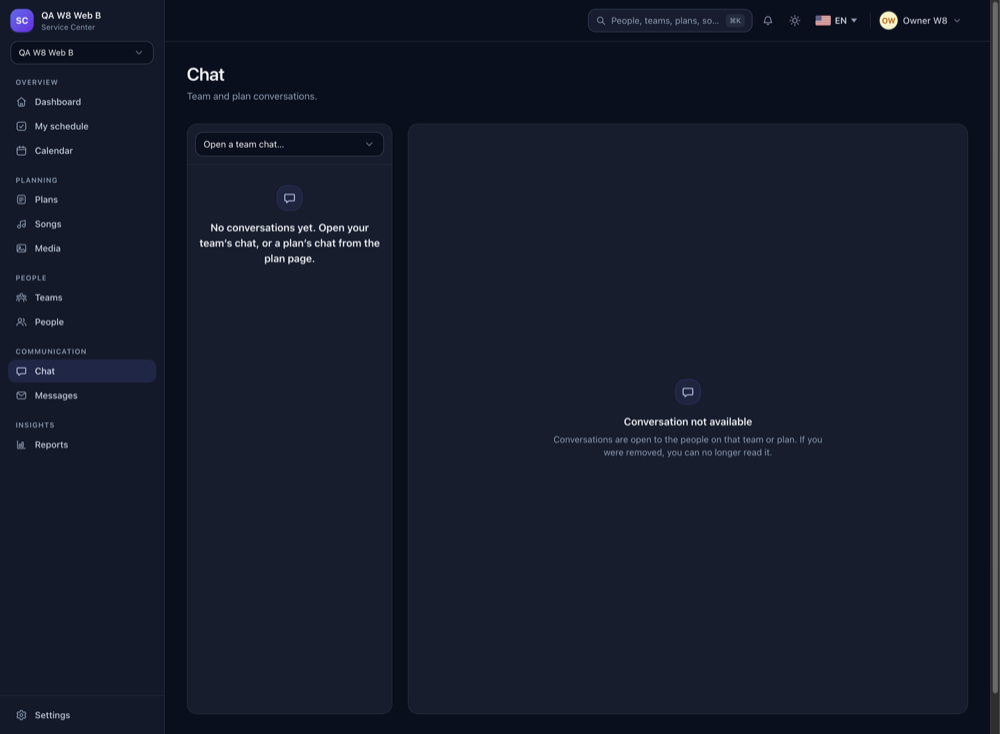 SC
QA W8 Web B
Service Center
QA W8 Web B
OVERVIEW
Dashboard
My schedule
Calendar
PLANNING
Plans
Songs
Media
PEOPLE
Teams
People
COMMUNICATION
Chat
Messages
INSIGHTS
Reports
Settings
People, teams, plans, so...
⌘K
EN
OW
Owner W8
Chat
Team and plan conversations.
Open a team chat...
No conversations yet. Open your
team's chat, or a plan's chat from the
plan page.
Conversation not available
Conversations are open to the people on that team or plan. If you
were removed, you can no longer read it.